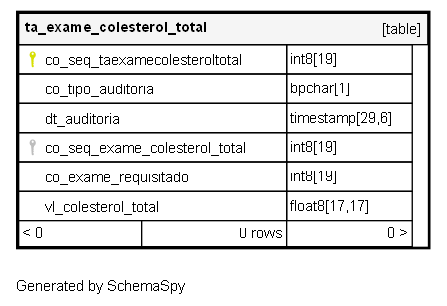 ta_exame_colesterol_total [table]
co_seq_taexamecolesteroltotal int8[19]
co_tipo_auditoria bpchar[1]
dt_auditoria timestamp[29,6]
co_seq_exame_colesterol_total int8[19]
co_exame_requisitado int8[19]
vl_colesterol_total float8[17,17]
< 0 0 rows 0 >
Generated by SchemaSpy